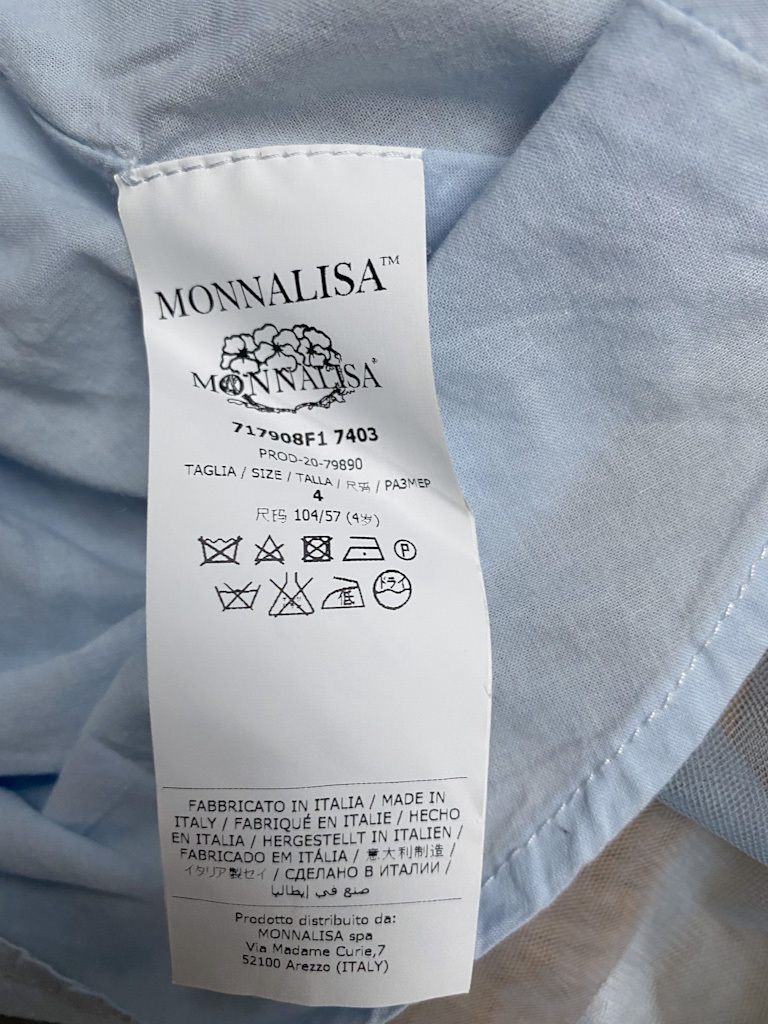 MONNALISA™
MONNALISA®
717908F1 7403
PROD-20-79890
TAGLIA / SIZE / TALLA / 尺码 / РАЗМЕР
4
尺码 104/57 (4岁)
P
低 ドライ
FABBRICATO IN ITALIA / MADE IN
ITALY / FABRIQUÉ EN ITALIE / HECHO
EN ITALIA / HERGESTELLT IN ITALIEN /
FABRICADO EM ITÁLIA / 意大利制造 /
イタリア製セイ / СДЕЛАНО В ИТАЛИИ /
صنع في إيطاليا
Prodotto distribuito da:
MONNALISA spa
Via Madame Curie,7
52100 Arezzo (ITALY)